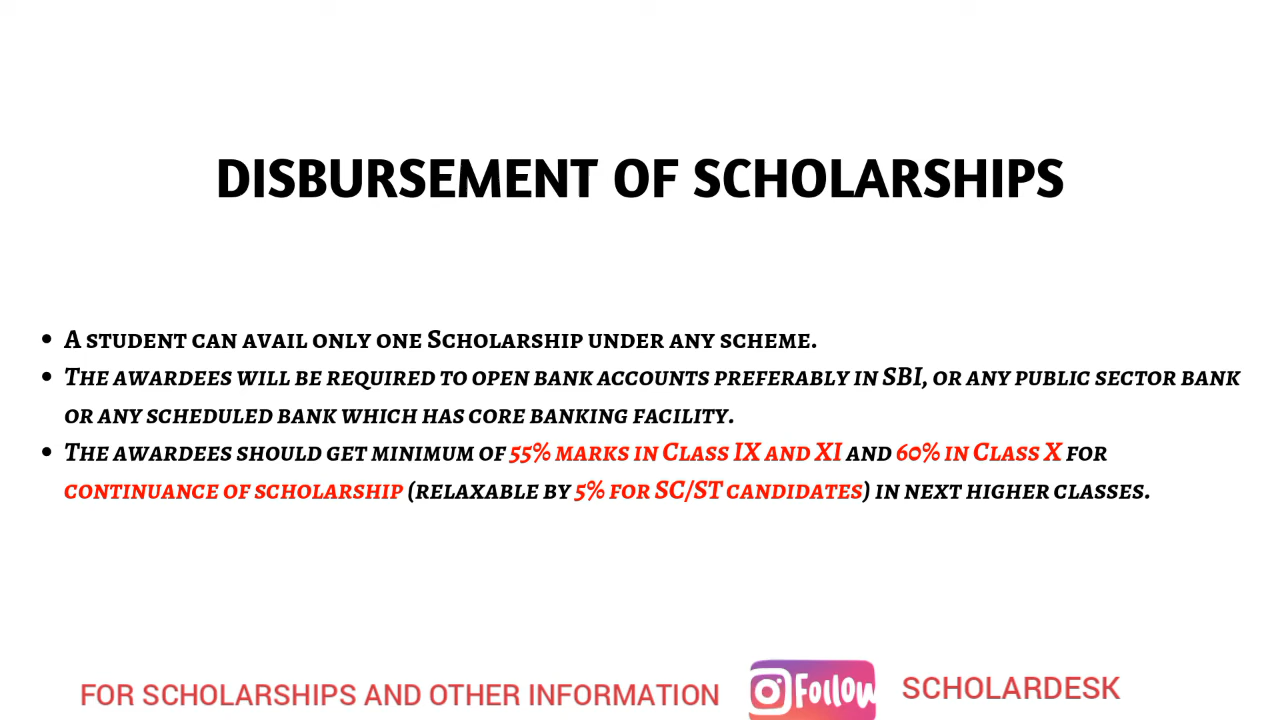 DISBURSEMENT OF SCHOLARSHIPS
• A student can avail only one Scholarship under any scheme.
• The awardees will be required to open bank accounts preferably in SBI, or any public sector bank
or any scheduled bank which has core banking facility.
• The awardees should get minimum of 55% marks in Class IX and XI and 60% in Class X for
continuance of scholarship (relaxable by 5% for SC/ST candidates) in next higher classes.
FOR SCHOLARSHIPS AND OTHER INFORMATION Follow SCHOLARDESK